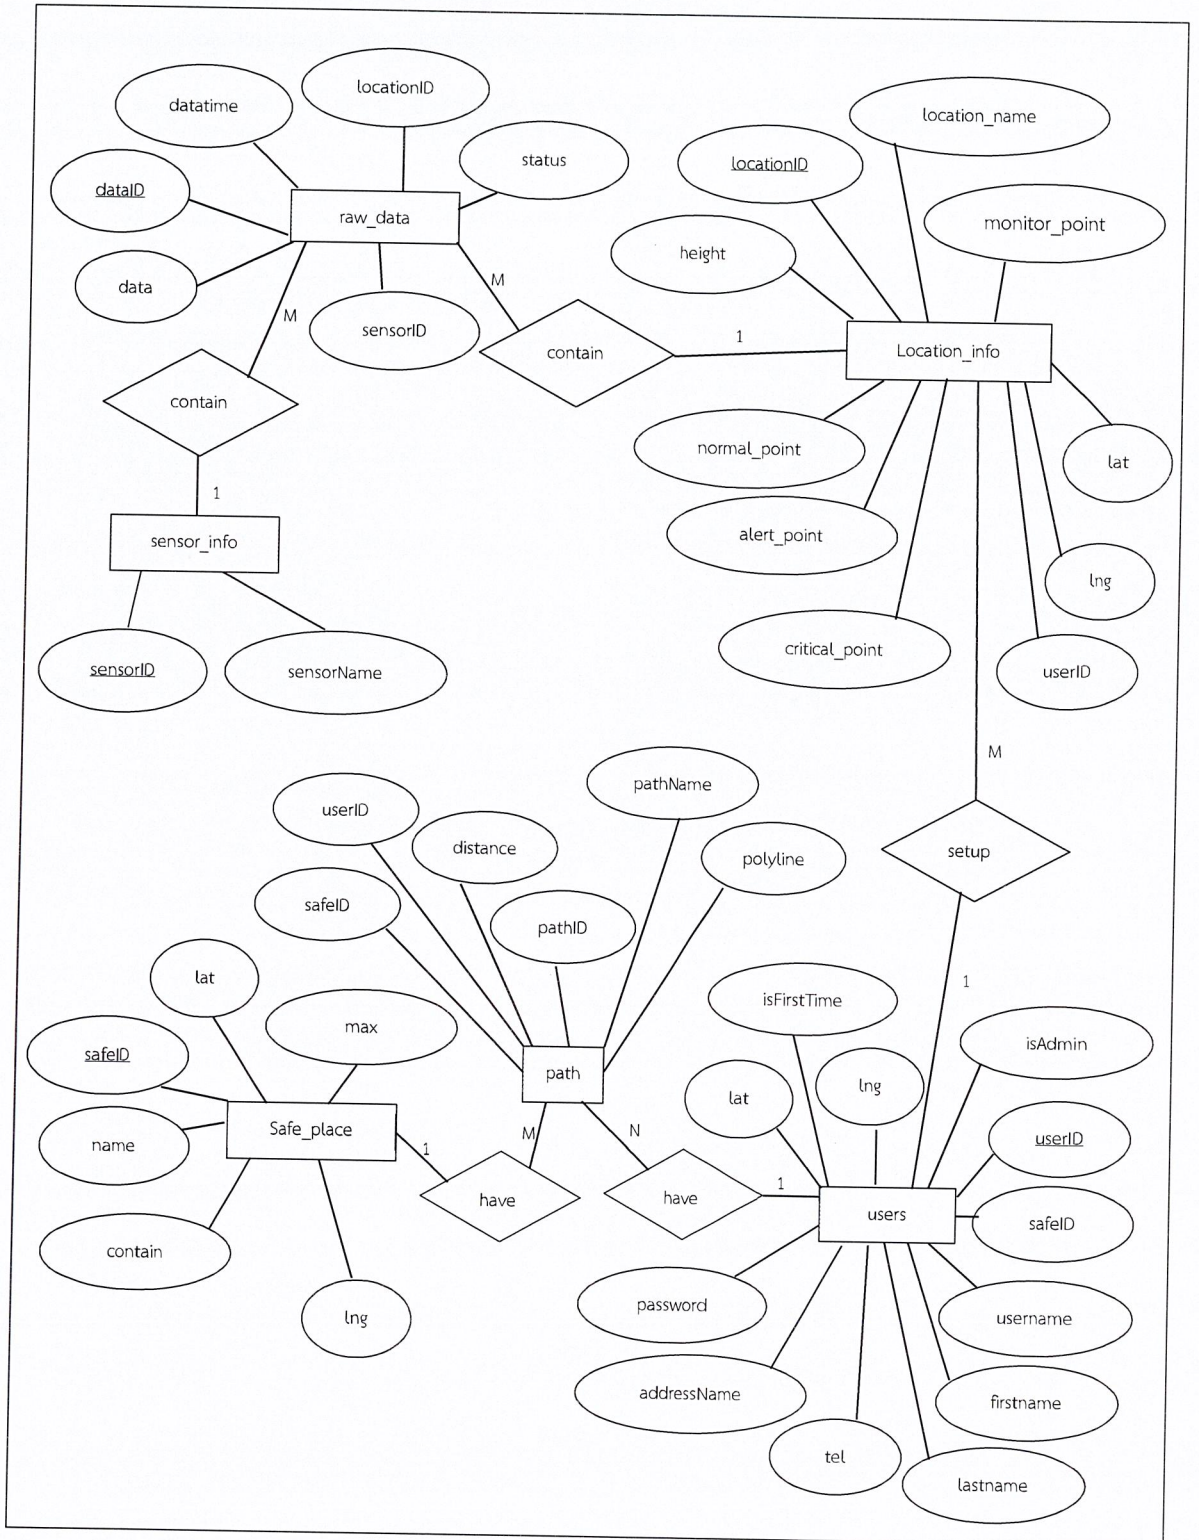 locationID
datatime
location_name
status
locationID
dataID
raw_data
monitor_point
height
data
M
M
sensorID
contain
1
Location_info
contain
normal_point
lat
1
alert_point
sensor_info
lng
critical_point
sensorID
sensorName
userID
M
pathName
userID
distance
polyline
setup
safeID
pathID
lat
1
isFirstTime
max
isAdmin
safeID
path
lng
lat
Safe_place
M
N
userID
name
1
have
have
1
users
safeID
contain
password
username
lng
addressName
firstname
tel
lastname